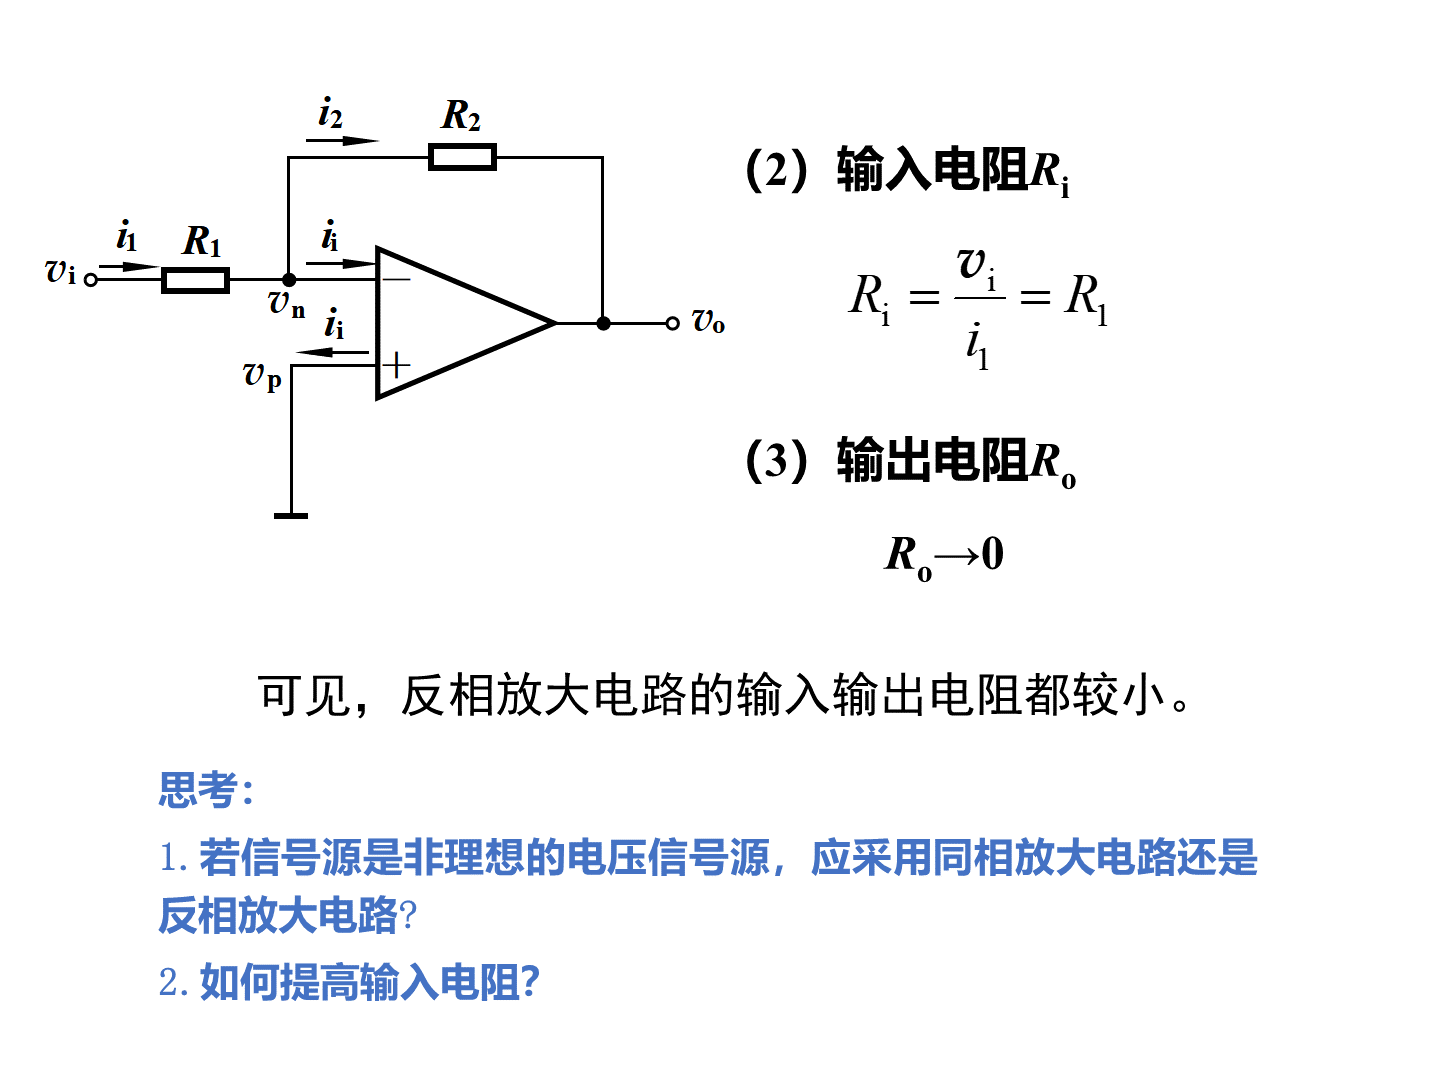 i2
R2
i1
R1
ii
vi
vn
ii
vp
−
+
vo
（2）输入电阻Ri
Ri = vi/i1 = R1
（3）输出电阻Ro
Ro→0
可见，反相放大电路的输入输出电阻都较小。
思考：
1.若信号源是非理想的电压信号源，应采用同相放大电路还是
反相放大电路?
2.如何提高输入电阻？